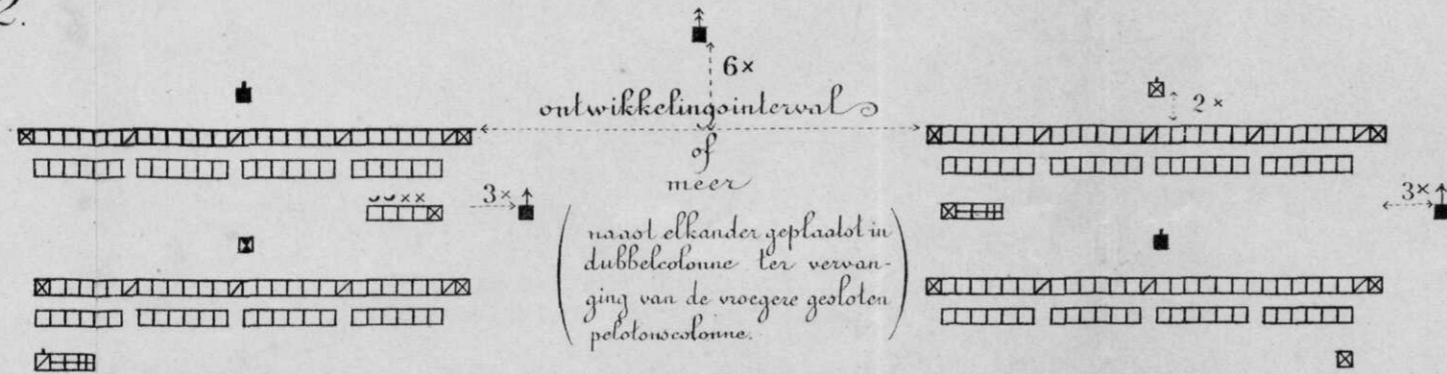 2.
6×
ontwikkelingsinterval
2×
of
meer
3×
3×
(naast elkander geplaatst in
dubbelcolonne ter vervan-
ging van de vroegere gesloten
pelotonscolonne.)